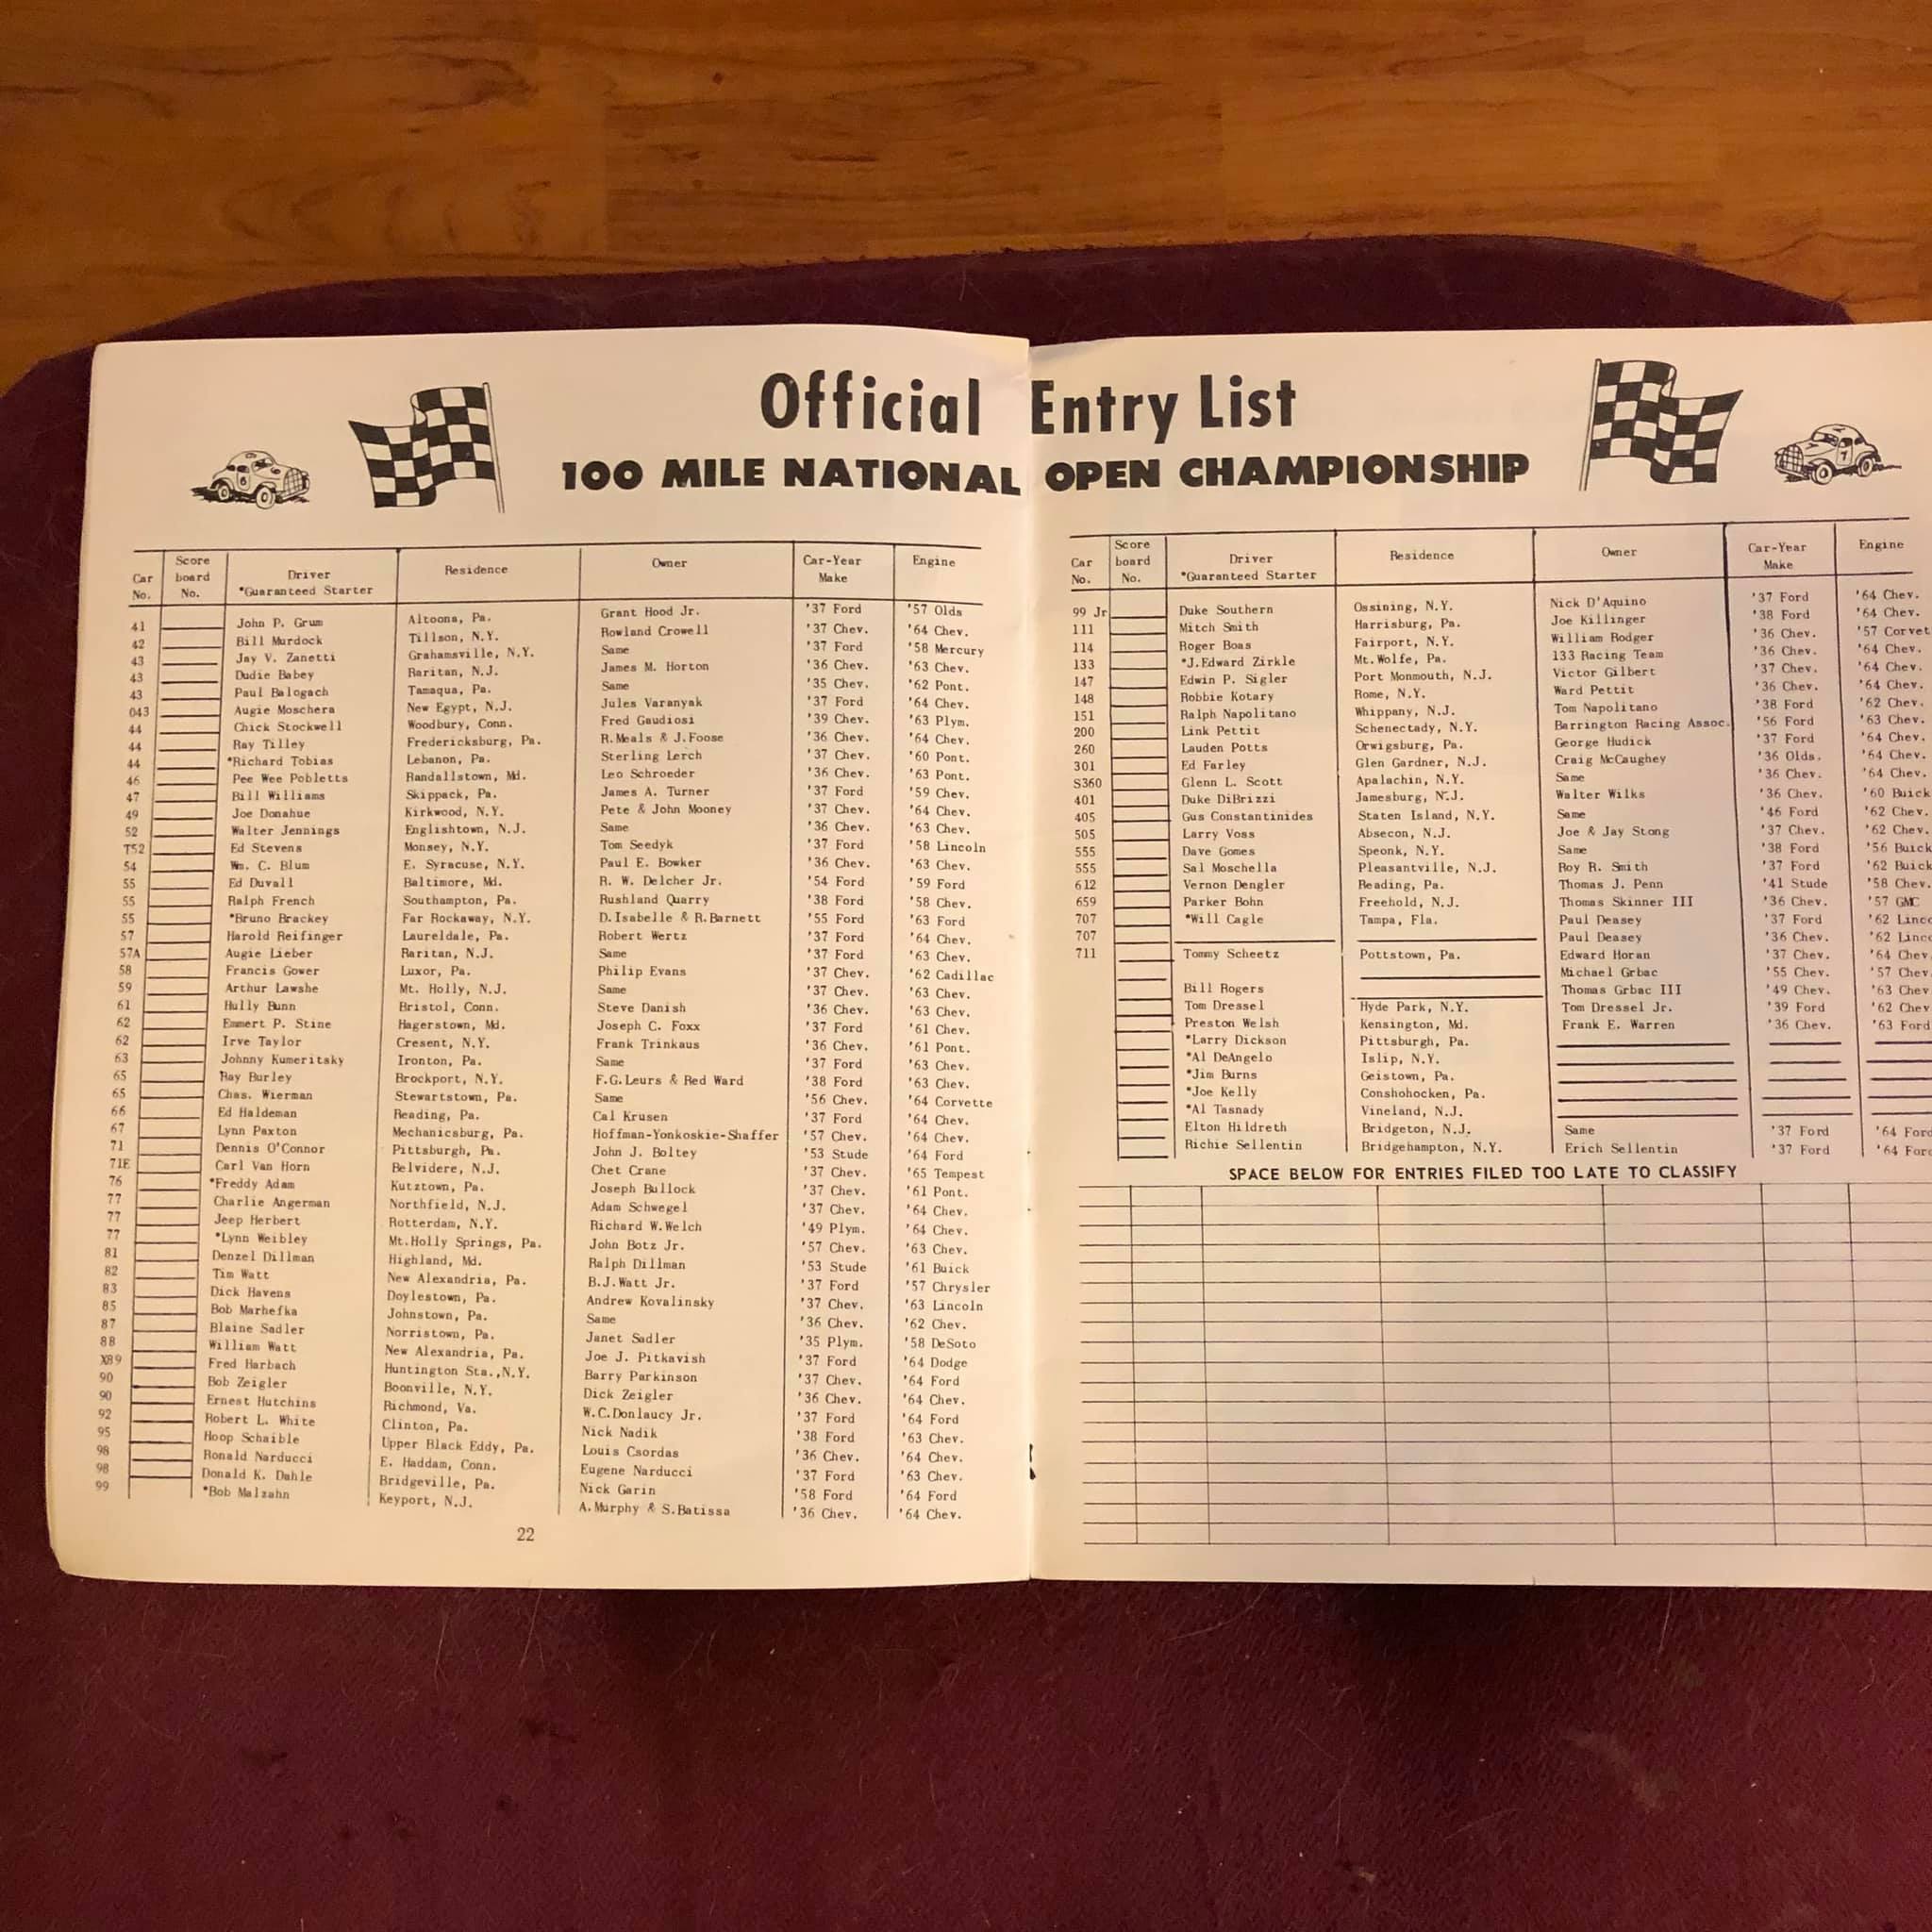 Official Entry List
100 MILE NATIONAL OPEN CHAMPIONSHIP
Car No. Score board No. Driver *Guaranteed Starter Residence Owner Car-Year Make Engine
41 John P. Grum Altoona, Pa. Grant Hood Jr. '37 Ford '57 Olds
42 Bill Murdock Tillson, N.Y. Rowland Crowell '37 Chev. '64 Chev.
43 Jay V. Zanetti Grahamsville, N.Y. Same '37 Ford '58 Mercury
43 Dudie Babey Raritan, N.J. James M. Horton '36 Chev. '63 Chev.
43 Paul Balogach Tamaqua, Pa. Same '35 Chev. '62 Pont.
043 Augie Moschera New Egypt, N.J. Jules Varanyak '37 Ford '64 Chev.
44 Chick Stockwell Woodbury, Conn. Fred Gaudiosi '39 Chev. '63 Plym.
44 Ray Tilley Fredericksburg, Pa. R.Meals & J.Foose '36 Chev. '64 Chev.
44 *Richard Tobias Lebanon, Pa. Sterling Lerch '37 Chev. '60 Pont.
46 Pee Wee Pobletts Randallstown, Md. Leo Schroeder '36 Chev. '63 Pont.
47 Bill Williams Skippack, Pa. James A. Turner '37 Ford '59 Chev.
49 Joe Donahue Kirkwood, N.Y. Pete & John Mooney '37 Chev. '64 Chev.
52 Walter Jennings Englishtown, N.J. Same '36 Chev. '63 Chev.
T52 Ed Stevens Monsey, N.Y. Tom Seedyk '37 Ford '58 Lincoln
54 Wm. C. Blum E. Syracuse, N.Y. Paul E. Bowker '36 Chev. '63 Chev.
55 Ed Duvall Baltimore, Md. R. W. Delcher Jr. '54 Ford '59 Ford
55 Ralph French Southampton, Pa. Rushland Quarry '38 Ford '58 Chev.
55 *Bruno Brackey Far Rockaway, N.Y. D.Isabelle & R.Barnett '55 Ford '63 Ford
57 Harold Reifinger Laureldale, Pa. Robert Wertz '37 Ford '64 Chev.
57A Augie Lieber Raritan, N.J. Same '37 Ford '63 Chev.
58 Francis Gower Luxor, Pa. Philip Evans '37 Chev. '62 Cadillac
59 Arthur Lawshe Mt. Holly, N.J. Same '37 Chev. '63 Chev.
61 Hully Bunn Bristol, Conn. Steve Danish '36 Chev. '63 Chev.
62 Emmert P. Stine Hagerstown, Md. Joseph C. Foxx '37 Ford '61 Chev.
62 Irve Taylor Cresent, N.Y. Frank Trinkaus '36 Chev. '61 Pont.
63 Johnny Kumeritsky Ironton, Pa. Same '37 Ford '63 Chev.
65 Ray Burley Brockport, N.Y. F.G.Leurs & Red Ward '38 Ford '63 Chev.
65 Chas. Wierman Stewartstown, Pa. Same '56 Chev. '64 Corvette
66 Ed Haldeman Reading, Pa. Cal Krusen '37 Ford '64 Chev.
67 Lynn Paxton Mechanicsburg, Pa. Hoffman-Yonkoskie-Shaffer '57 Chev. '64 Chev.
71 Dennis O'Connor Pittsburgh, Pa. John J. Boltey '53 Stude '64 Ford
71E Carl Van Horn Belvidere, N.J. Chet Crane '37 Chev. '65 Tempest
76 *Freddy Adam Kutztown, Pa. Joseph Bullock '37 Chev. '61 Pont.
77 Charlie Angerman Northfield, N.J. Adam Schwegel '37 Chev. '64 Chev.
77 Jeep Herbert Rotterdam, N.Y. Richard W.Welch '49 Plym. '64 Chev.
77 *Lynn Weibley Mt.Holly Springs, Pa. John Botz Jr. '57 Chev. '63 Chev.
81 Denzel Dillman Highland, Md. Ralph Dillman '53 Stude '61 Buick
82 Tim Watt New Alexandria, Pa. B.J.Watt Jr. '37 Ford '57 Chrysler
83 Dick Havens Doylestown, Pa. Andrew Kovalinsky '37 Chev. '63 Lincoln
85 Bob Marhefka Johnstown, Pa. Same '36 Chev. '62 Chev.
87 Blaine Sadler Norristown, Pa. Janet Sadler '35 Plym. '58 DeSoto
88 William Watt New Alexandria, Pa. Joe J. Pitkavish '37 Ford '64 Dodge
X89 Fred Harbach Huntington Sta.,N.Y. Barry Parkinson '37 Chev. '64 Ford
90 Bob Zeigler Boonville, N.Y. Dick Zeigler '36 Chev. '64 Chev.
90 Ernest Hutchins Richmond, Va. W.C.Donlaucy Jr. '37 Ford '64 Ford
92 Robert L. White Clinton, Pa. Nick Nadik '38 Ford '63 Chev.
95 Hoop Schaible Upper Black Eddy, Pa. Louis Csordas '36 Chev. '64 Chev.
98 Ronald Narducci E. Haddam, Conn. Eugene Narducci '37 Ford '63 Chev.
98 Donald K. Dahle Bridgeville, Pa. Nick Garin '58 Ford '64 Ford
99 *Bob Malzahn Keyport, N.J. A.Murphy & S.Batissa '36 Chev. '64 Chev.
22
Car No. Score board No. Driver *Guaranteed Starter Residence Owner Car-Year Make Engine
99 Jr Duke Southern Ossining, N.Y. Nick D'Aquino '37 Ford '64 Chev.
111 Mitch Smith Harrisburg, Pa. Joe Killinger '38 Ford '64 Chev.
114 Roger Boas Fairport, N.Y. William Rodger '36 Chev. '57 Corvet
133 *J.Edward Zirkle Mt.Wolfe, Pa. 133 Racing Team '36 Chev. '64 Chev.
147 Edwin P. Sigler Port Monmouth, N.J. Victor Gilbert '37 Chev. '64 Chev.
148 Robbie Kotary Rome, N.Y. Ward Pettit '36 Chev. '64 Chev.
151 Ralph Napolitano Whippany, N.J. Tom Napolitano '38 Ford '62 Chev.
200 Link Pettit Schenectady, N.Y. Barrington Racing Assoc. '56 Ford '63 Chev.
260 Lauden Potts Orwigsburg, Pa. George Hudick '37 Ford '64 Chev.
301 Ed Farley Glen Gardner, N.J. Craig McCaughey '36 Olds. '64 Chev.
S360 Glenn L. Scott Apalachin, N.Y. Same '36 Chev. '64 Chev.
401 Duke DiBrizzi Jamesburg, N.J. Walter Wilks '36 Chev. '60 Buick
405 Gus Constantinides Staten Island, N.Y. Same '46 Ford '62 Chev.
505 Larry Voss Absecon, N.J. Joe & Jay Stong '37 Chev. '62 Chev.
555 Dave Gomes Speonk, N.Y. Same '38 Ford '56 Buick
555 Sal Moschella Pleasantville, N.J. Roy R. Smith '37 Ford '62 Buick
612 Vernon Dengler Reading, Pa. Thomas J. Penn '41 Stude '58 Chev.
659 Parker Bohn Freehold, N.J. Thomas Skinner III '36 Chev. '57 GMC
707 *Will Cagle Tampa, Fla. Paul Deasey '37 Ford '62 Linc
707 Paul Deasey '36 Chev. '62 Linc
711 Tommy Scheetz Pottstown, Pa. Edward Horan '37 Chev. '64 Chev
Michael Grbac '55 Chev. '57 Chev.
Bill Rogers Thomas Grbac III '49 Chev. '63 Chev
Tom Dressel Hyde Park, N.Y. Tom Dressel Jr. '39 Ford '62 Chev
Preston Welsh Kensington, Md. Frank E. Warren '36 Chev. '63 Ford
*Larry Dickson Pittsburgh, Pa.
*Al DeAngelo Islip, N.Y.
*Jim Burns Geistown, Pa.
*Joe Kelly Conshohocken, Pa.
*Al Tasnady Vineland, N.J.
Elton Hildreth Bridgeton, N.J. Same '37 Ford '64 Ford
Richie Sellentin Bridgehampton, N.Y. Erich Sellentin '37 Ford '64 For
SPACE BELOW FOR ENTRIES FILED TOO LATE TO CLASSIFY